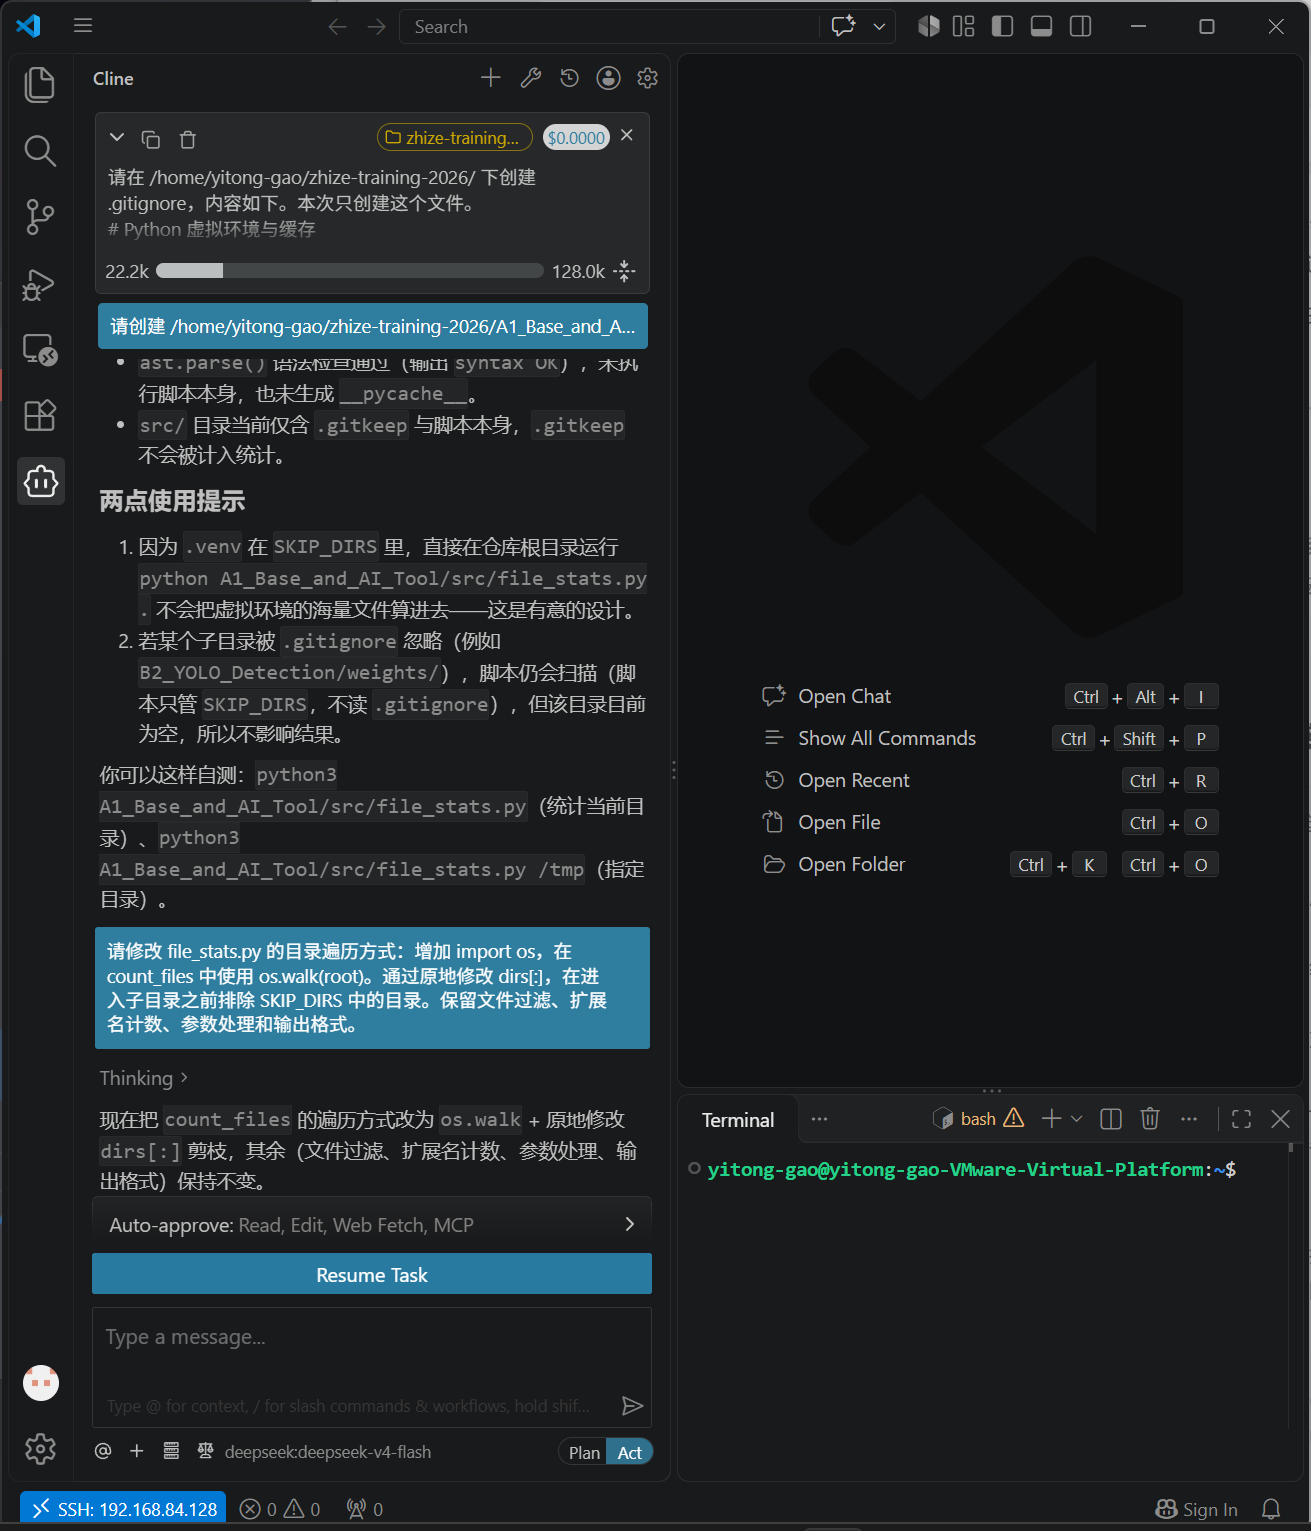 Search
Cline
zhize-training...
$0.0000
请在 /home/yitong-gao/zhize-training-2026/ 下创建
.gitignore，内容如下。本次只创建这个文件。
# Python 虚拟环境与缓存
22.2k
128.0k
请创建 /home/yitong-gao/zhize-training-2026/A1_Base_and_A...
ast.parse() 语法检查通过（输出 syntax OK），未执
行脚本本身，也未生成 __pycache__。
src/ 目录当前仅含 .gitkeep 与脚本本身，.gitkeep
不会被计入统计。
两点使用提示
1. 因为 .venv 在 SKIP_DIRS 里，直接在仓库根目录运行
python A1_Base_and_AI_Tool/src/file_stats.py
. 不会把虚拟环境的海量文件算进去——这是有意的设计。
2. 若某个子目录被 .gitignore 忽略（例如
B2_YOLO_Detection/weights/），脚本仍会扫描（脚
本只管 SKIP_DIRS，不读 .gitignore），但该目录目前
为空，所以不影响结果。
你可以这样自测：python3
A1_Base_and_AI_Tool/src/file_stats.py（统计当前目
录）、python3
A1_Base_and_AI_Tool/src/file_stats.py /tmp（指定
目录）。
请修改 file_stats.py 的目录遍历方式：增加 import os，在
count_files 中使用 os.walk(root)。通过原地修改 dirs[:]，在进
入子目录之前排除 SKIP_DIRS 中的目录。保留文件过滤、扩展
名计数、参数处理和输出格式。
Thinking
现在把 count_files 的遍历方式改为 os.walk + 原地修改
dirs[:] 剪枝，其余（文件过滤、扩展名计数、参数处理、输
出格式）保持不变。
Auto-approve: Read, Edit, Web Fetch, MCP
Resume Task
Type a message...
Type @ for context, / for slash commands & workflows, hold shif...
deepseek:deepseek-v4-flash
Plan
Act
Open Chat
Ctrl + Alt + I
Show All Commands
Ctrl + Shift + P
Open Recent
Ctrl + R
Open File
Ctrl + O
Open Folder
Ctrl + K Ctrl + O
Terminal
bash
yitong-gao@yitong-gao-VMware-Virtual-Platform:~$
SSH: 192.168.84.128
0
0
0
Sign In